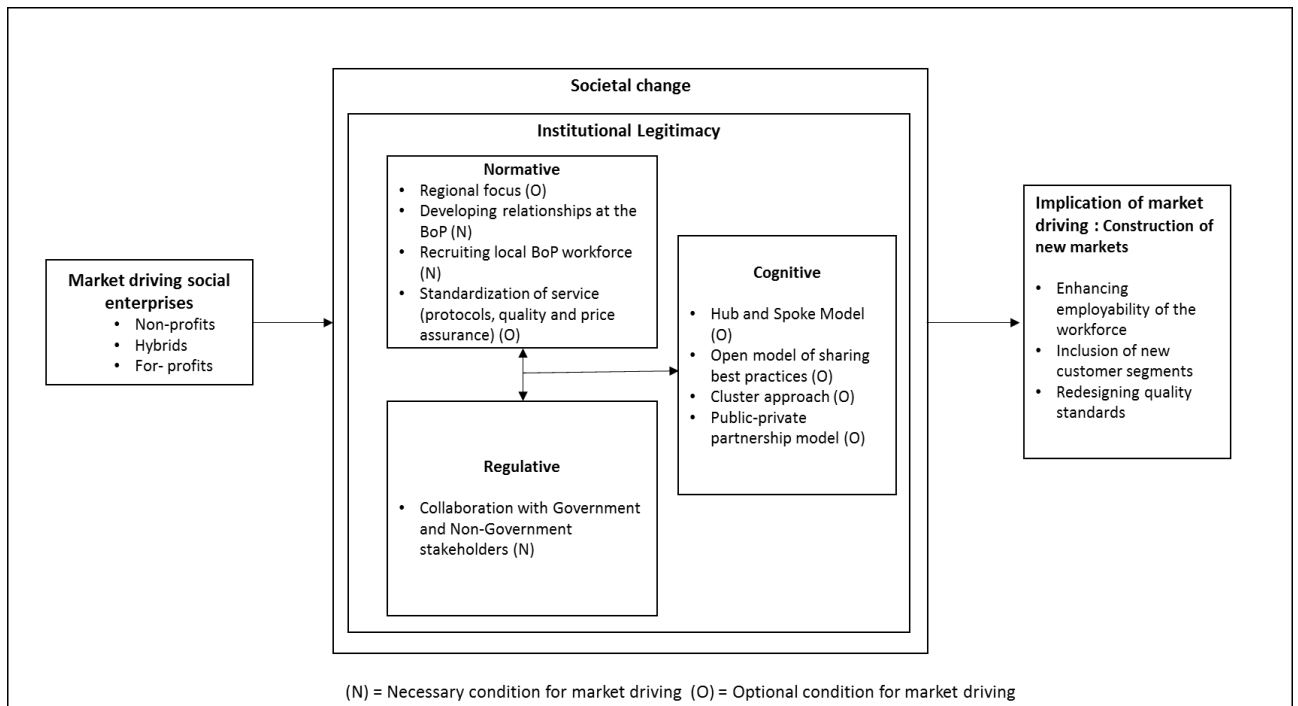 Societal change
Institutional Legitimacy
Market driving social
enterprises
• Non-profits
• Hybrids
• For- profits
Normative
• Regional focus (O)
• Developing relationships at the
BoP (N)
• Recruiting local BoP workforce
(N)
• Standardization of service
(protocols, quality and price
assurance) (O)
Regulative
• Collaboration with Government
and Non-Government
stakeholders (N)
Cognitive
• Hub and Spoke Model
(O)
• Open model of sharing
best practices (O)
• Cluster approach (O)
• Public-private
partnership model (O)
Implication of market
driving : Construction of
new markets
• Enhancing
employability of the
workforce
• Inclusion of new
customer segments
• Redesigning quality
standards
(N) = Necessary condition for market driving (O) = Optional condition for market driving